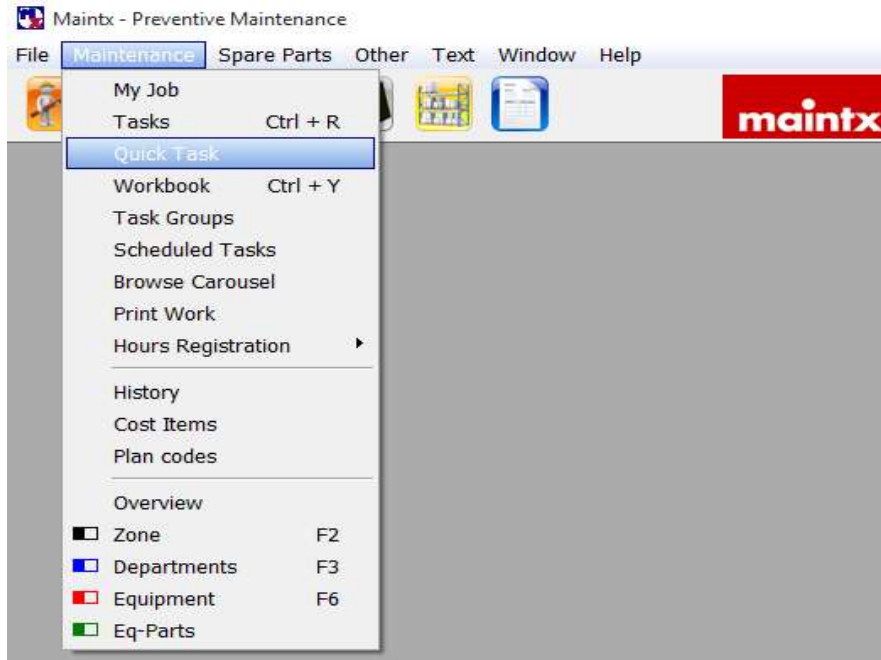 Maintx - Preventive Maintenance
File Maintenance Spare Parts Other Text Window Help
maintx
My Job
Tasks Ctrl + R
Quick Task
Workbook Ctrl + Y
Task Groups
Scheduled Tasks
Browse Carousel
Print Work
Hours Registration
History
Cost Items
Plan codes
Overview
Zone F2
Departments F3
Equipment F6
Eq-Parts